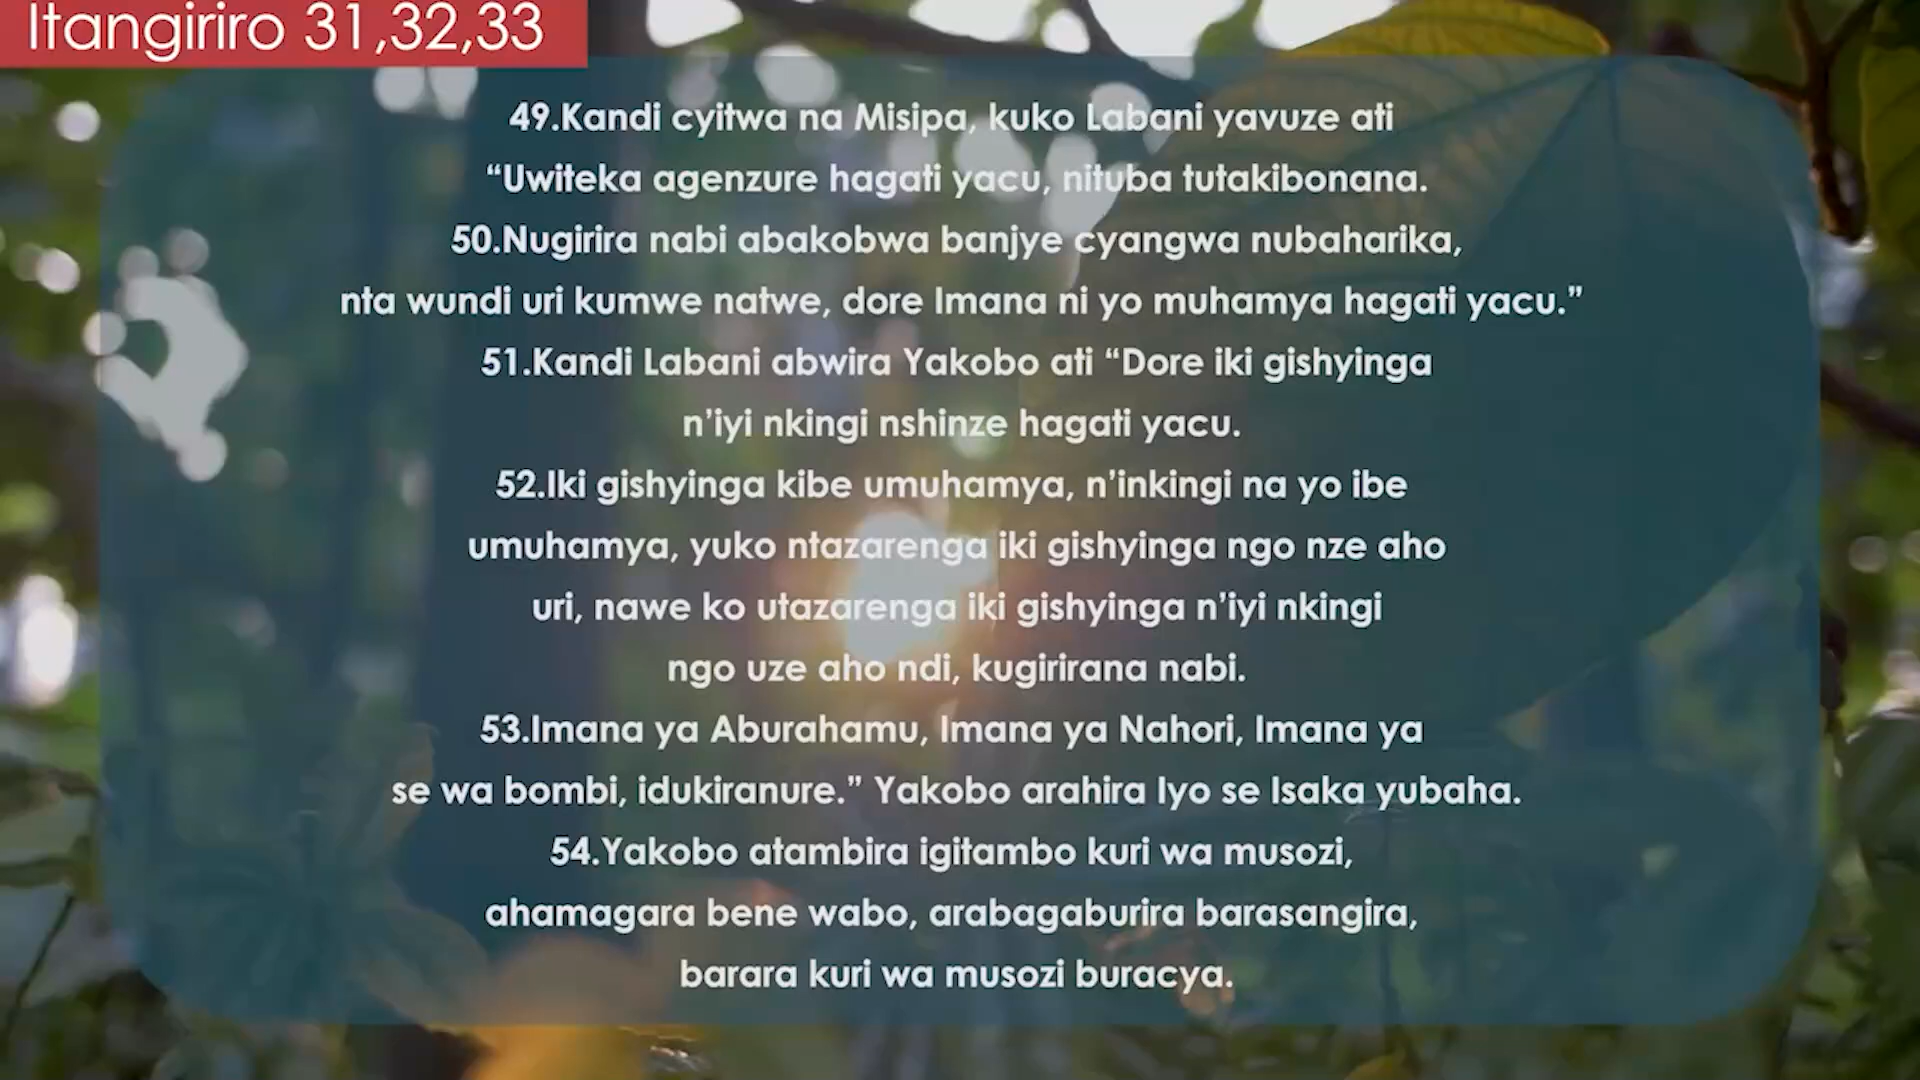 Itangiriro 31,32,33
49.Kandi cyitwa na Misipa, kuko Labani yavuze ati
“Uwiteka agenzure hagati yacu, nituba tutakibonana.
50.Nugirira nabi abakobwa banjye cyangwa nubaharika,
nta wundi uri kumwe natwe, dore Imana ni yo muhamya hagati yacu.”
51.Kandi Labani abwira Yakobo ati “Dore iki gishyinga
n’iyi nkingi nshinze hagati yacu.
52.Iki gishyinga kibe umuhamya, n’inkingi na yo ibe
umuhamya, yuko ntazarenga iki gishyinga ngo nze aho
uri, nawe ko utazarenga iki gishyinga n’iyi nkingi
ngo uze aho ndi, kugirirana nabi.
53.Imana ya Aburahamu, Imana ya Nahori, Imana ya
se wa bombi, idukiranure.” Yakobo arahira Iyo se Isaka yubaha.
54.Yakobo atambira igitambo kuri wa musozi,
ahamagara bene wabo, arabagaburira barasangira,
barara kuri wa musozi buracya.